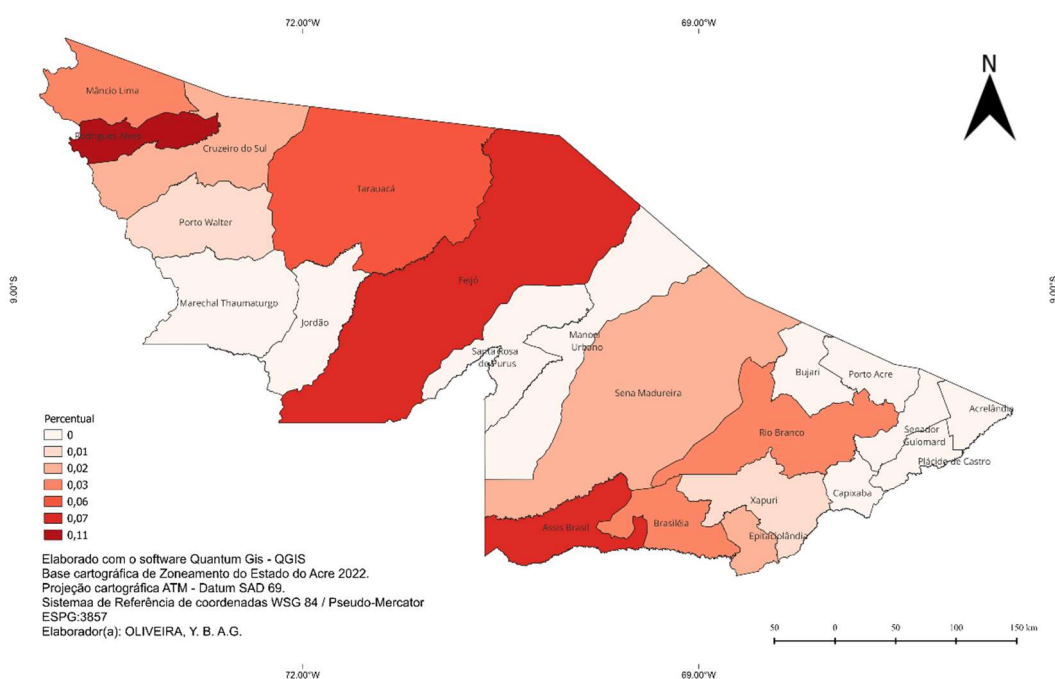 72.00°W
69.00°W
N
Mâncio Lima
Rodrigues Alves
Cruzeiro do Sul
Tarauacá
Porto Walter
9.00°S
9.00°S
Feijó
Marechal Thaumaturgo
Jordão
Manoel
Urbano
Santa Rosa
do Purus
Bujari
Porto Acre
Sena Madureira
Acrelândia
Rio Branco
Senador
Guiomard
Plácido de Castro
Capixaba
Xapuri
Assis Brasil
Brasiléia
Epitaciolândia
Percentual
0
0,01
0,02
0,03
0,06
0,07
0,11
Elaborado com o software Quantum Gis - QGIS
Base cartográfica de Zoneamento do Estado do Acre 2022.
Projeção cartográfica ATM - Datum SAD 69.
Sistemaa de Referência de coordenadas WSG 84 / Pseudo-Mercator
ESPG:3857
Elaborador(a): OLIVEIRA, Y. B. A.G.
50 0 50 100 150 km
72.00°W
69.00°W